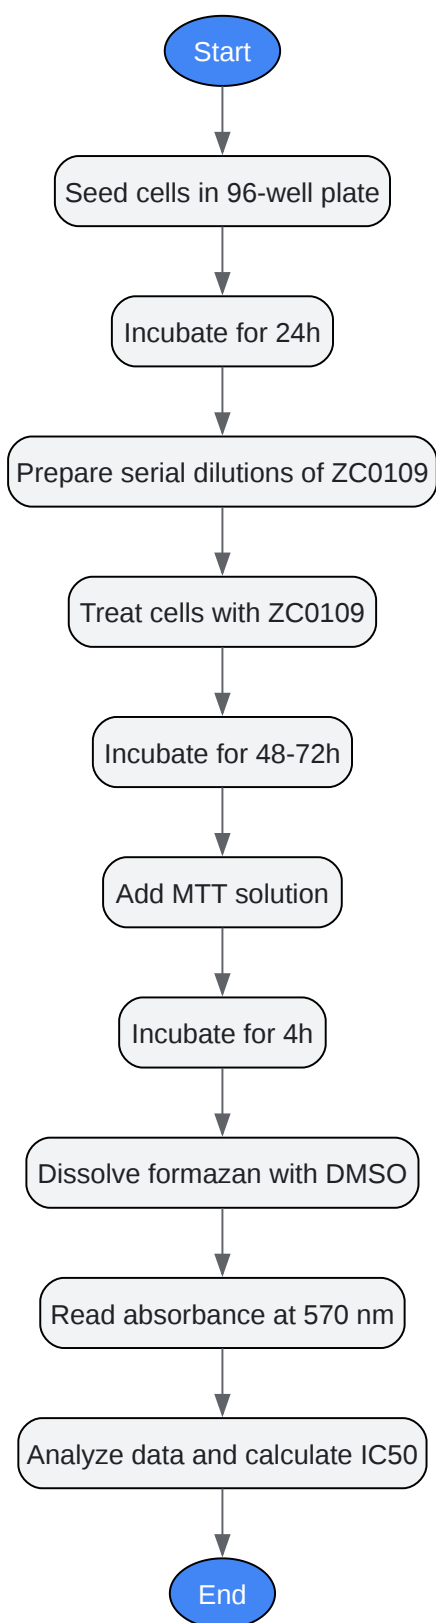 Start
Seed cells in 96-well plate
Incubate for 24h
Prepare serial dilutions of ZC0109
Treat cells with ZC0109
Incubate for 48-72h
Add MTT solution
Incubate for 4h
Dissolve formazan with DMSO
Read absorbance at 570 nm
Analyze data and calculate IC50
End